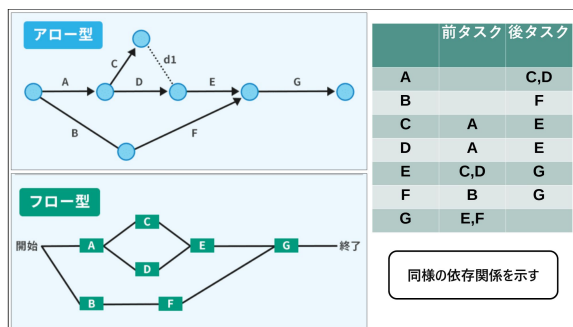 アロー型
C
d1
A
D
E
G
B
F
フロー型
開始
A
C
D
E
G
終了
B
F
前タスク 後タスク
A C,D
B F
C A E
D A E
E C,D G
F B G
G E,F
同様の依存関係を示す